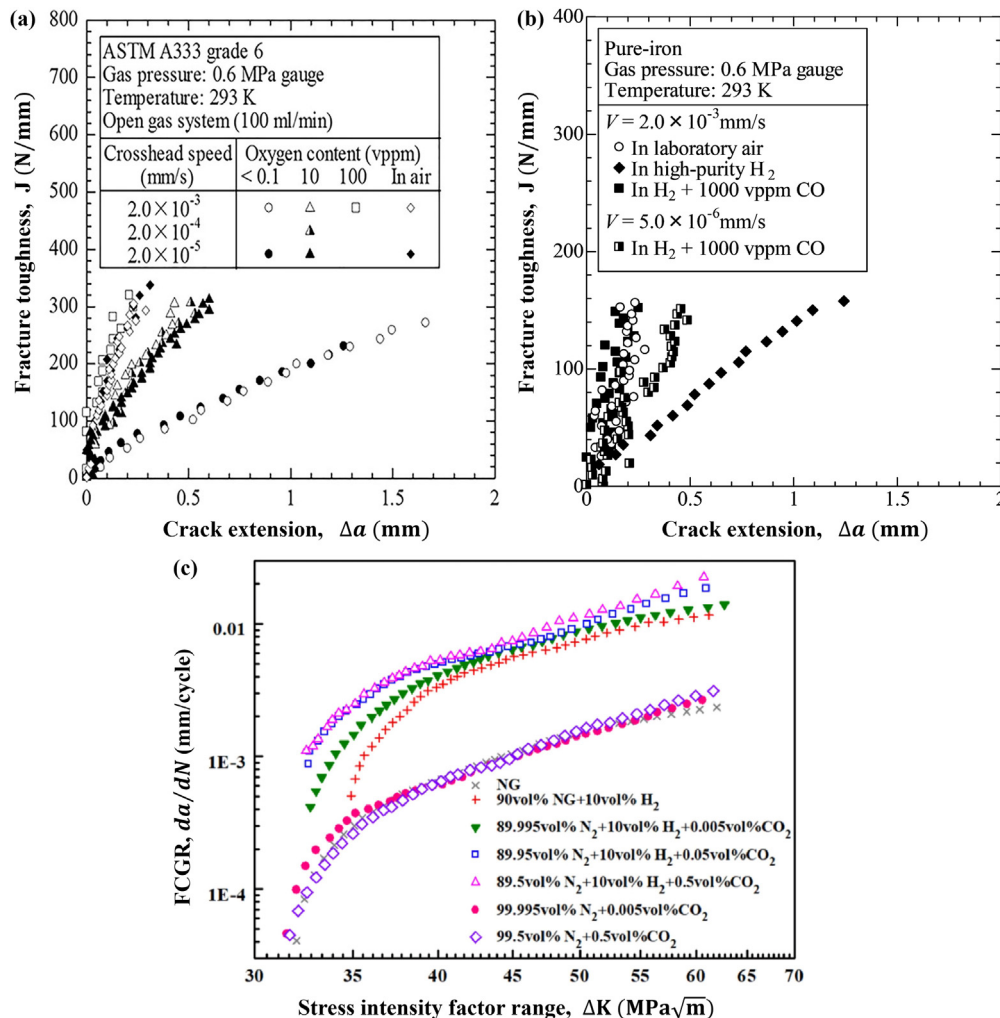 (a)
800
700
600
500
400
300
200
100
0
Fracture toughness, J (N/mm)
ASTM A333 grade 6
Gas pressure: 0.6 MPa gauge
Temperature: 293 K
Open gas system (100 ml/min)
Crosshead speed (mm/s)
Oxygen content (vppm)
< 0.1 10 100 In air
2.0×10⁻³
2.0×10⁻⁴
2.0×10⁻⁵
0 0.5 1 1.5 2
Crack extension, Δa (mm)
(b)
400
300
200
100
0
Fracture toughness, J (N/mm)
Pure-iron
Gas pressure: 0.6 MPa gauge
Temperature: 293 K
V = 2.0×10⁻³mm/s
In laboratory air
In high-purity H₂
In H₂ + 1000 vppm CO
V = 5.0×10⁻⁶mm/s
In H₂ + 1000 vppm CO
0 0.5 1 1.5 2
Crack extension, Δa (mm)
(c)
0.01
1E-3
1E-4
FCGR, da/dN (mm/cycle)
NG
90vol% NG+10vol% H₂
89.995vol% N₂+10vol% H₂+0.005vol%CO₂
89.95vol% N₂+10vol% H₂+0.05vol%CO₂
89.5vol% N₂+10vol% H₂+0.5vol%CO₂
99.995vol% N₂+0.005vol%CO₂
99.5vol% N₂+0.5vol%CO₂
30 35 40 45 50 55 60 65 70
Stress intensity factor range, ΔK (MPa√m)